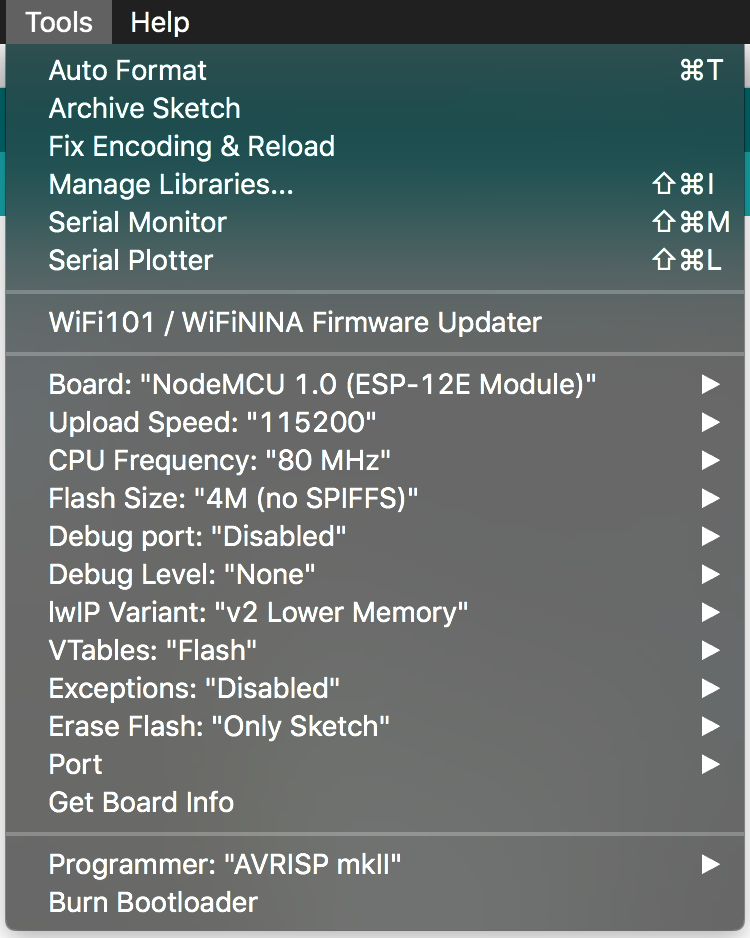 Tools Help
Auto Format ⌘T
Archive Sketch
Fix Encoding & Reload
Manage Libraries... ⇧⌘I
Serial Monitor ⇧⌘M
Serial Plotter ⇧⌘L
WiFi101 / WiFiNINA Firmware Updater
Board: "NodeMCU 1.0 (ESP-12E Module)"
Upload Speed: "115200"
CPU Frequency: "80 MHz"
Flash Size: "4M (no SPIFFS)"
Debug port: "Disabled"
Debug Level: "None"
lwIP Variant: "v2 Lower Memory"
VTables: "Flash"
Exceptions: "Disabled"
Erase Flash: "Only Sketch"
Port
Get Board Info
Programmer: "AVRISP mkII"
Burn Bootloader